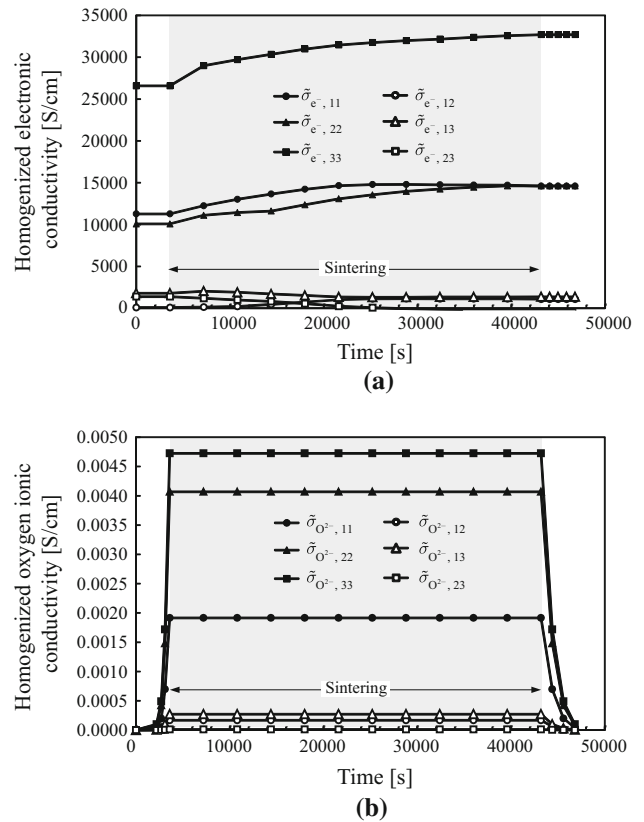 35000
30000
25000
20000
15000
10000
5000
0
Homogenized electronic
conductivity [S/cm]
σ̃e⁻, 11
σ̃e⁻, 12
σ̃e⁻, 22
σ̃e⁻, 13
σ̃e⁻, 33
σ̃e⁻, 23
Sintering
0 10000 20000 30000 40000 50000
Time [s]
(a)
0.0050
0.0045
0.0040
0.0035
0.0030
0.0025
0.0020
0.0015
0.0010
0.0005
0.0000
Homogenized oxygen ionic
conductivity [S/cm]
σ̃O²⁻, 11
σ̃O²⁻, 12
σ̃O²⁻, 22
σ̃O²⁻, 13
σ̃O²⁻, 33
σ̃O²⁻, 23
Sintering
0 10000 20000 30000 40000 50000
Time [s]
(b)